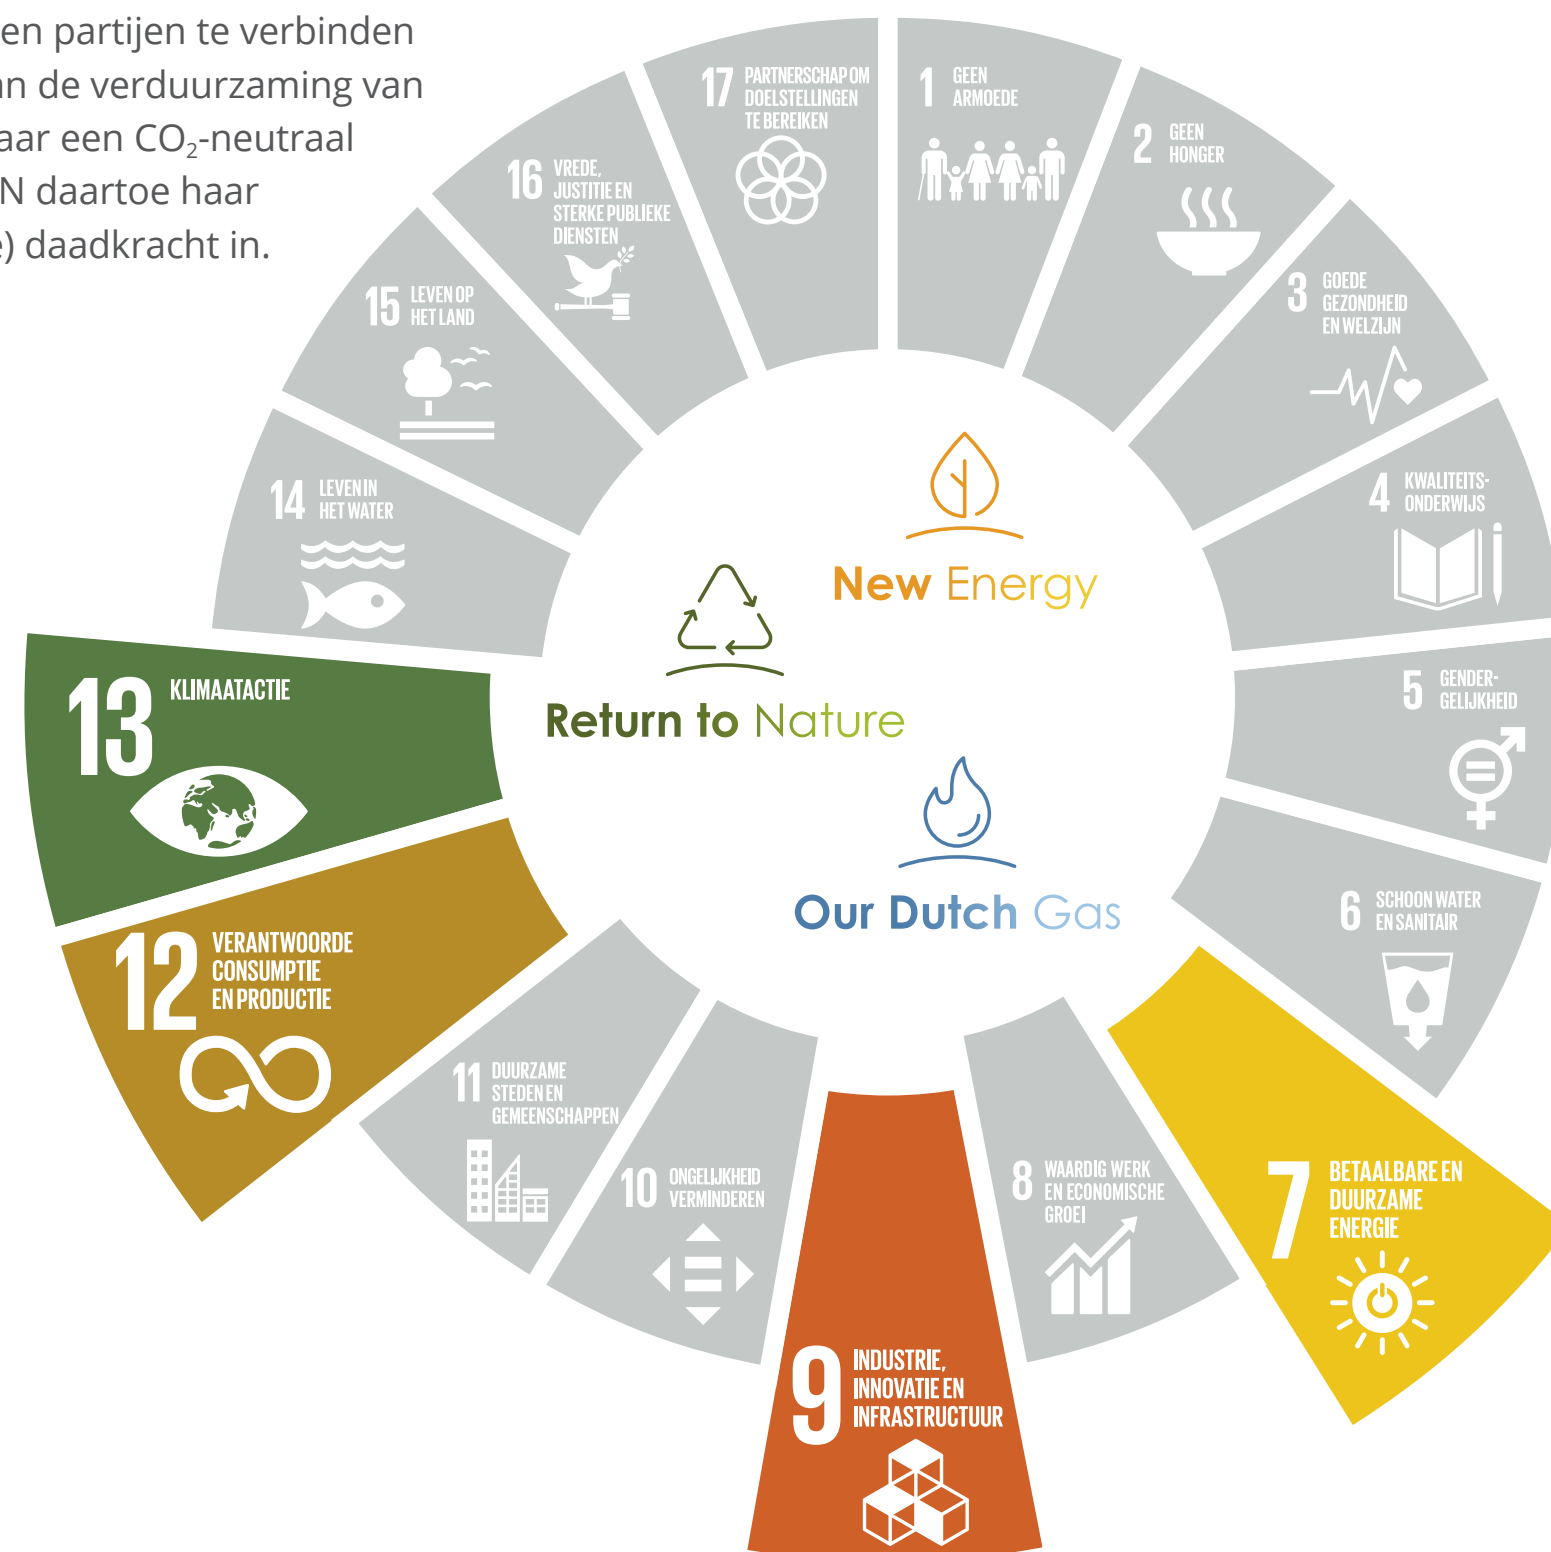 en partijen te verbinden
an de verduurzaming van
aar een CO₂-neutraal
N daartoe haar
e) daadkracht in.
17 PARTNERSCHAP OM
DOELSTELLINGEN
TE BEREIKEN
1 GEEN
ARMOEDE
2 GEEN
HONGER
3 GOEDE
GEZONDHEID
EN WELZIJN
4 KWALITEITS-
ONDERWIJS
5 GENDER-
GELIJKHEID
6 SCHOON WATER
EN SANITAIR
7 BETAALBARE EN
DUURZAME
ENERGIE
8 WAARDIG WERK
EN ECONOMISCHE
GROEI
9 INDUSTRIE,
INNOVATIE EN
INFRASTRUCTUUR
10 ONGELIJKHEID
VERMINDEREN
11 DUURZAME
STEDEN EN
GEMEENSCHAPPEN
12 VERANTWOORDE
CONSUMPTIE
EN PRODUCTIE
13 KLIMAATACTIE
14 LEVEN IN
HET WATER
15 LEVEN OP
HET LAND
16 VREDE,
JUSTITIE EN
STERKE PUBLIEKE
DIENSTEN
New Energy
Return to Nature
Our Dutch Gas